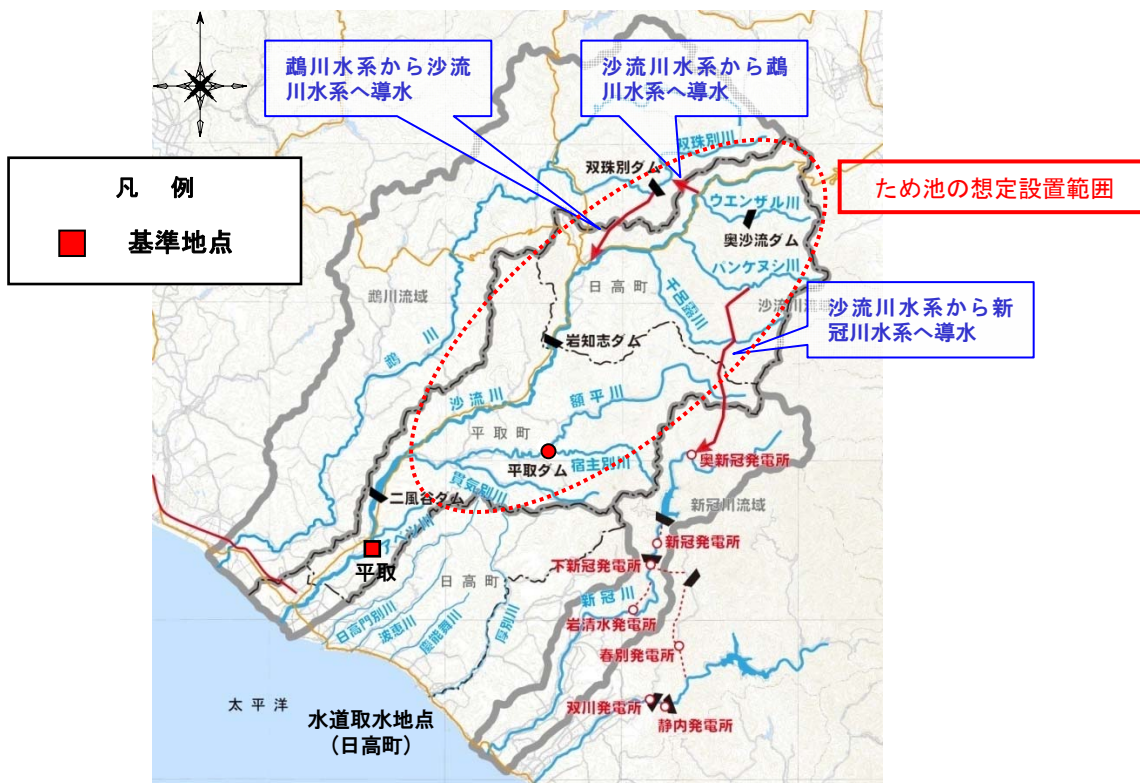 鵡川水系から沙流
川水系へ導水
沙流川水系から鵡
川水系へ導水
双珠別川
双珠別ダム
ため池の想定設置範囲
凡 例
基準地点
ウエンザル川
奥沙流ダム
パンケヌシ川
日高町
千呂露川
沙流川流域
沙流川水系から新
冠川水系へ導水
鵡川流域
鵡川
岩知志ダム
沙流川
額平川
平取町
平取ダム
宿主別川
奥新冠発電所
貫気別川
二風谷ダム
新冠川流域
新冠発電所
平取
下新冠発電所
日高町
新冠川
日高門別川
波恵川
慶能舞川
厚別川
岩清水発電所
春別発電所
太平洋
水道取水地点
（日高町）
双川発電所
静内発電所